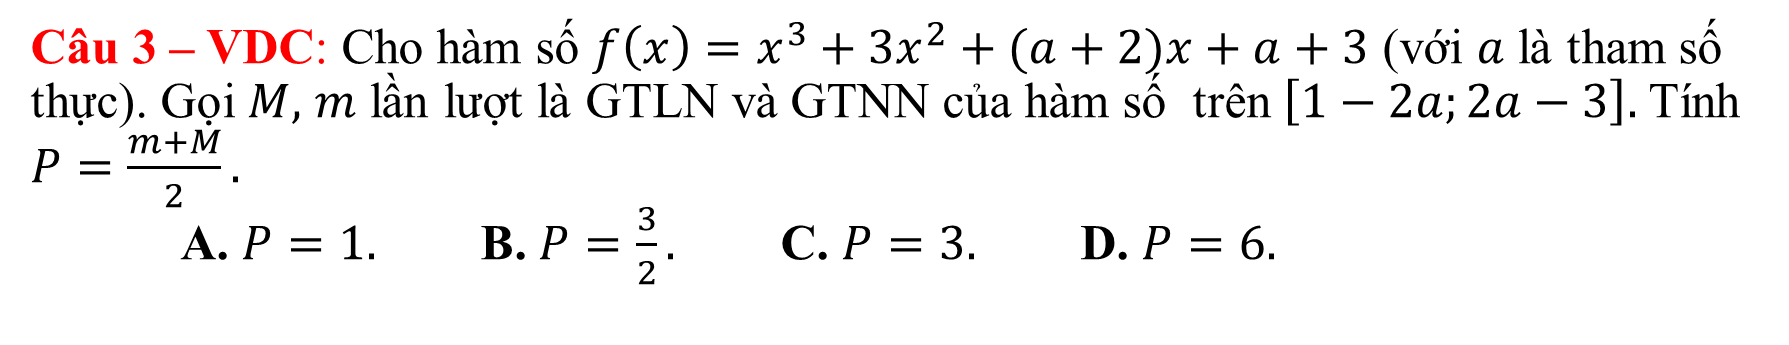 Câu 3 – VDC: Cho hàm số f(x) = x³ + 3x² + (a + 2)x + a + 3 (với a là tham số
thực). Gọi M, m lần lượt là GTLN và GTNN của hàm số trên [1 − 2a; 2a − 3]. Tính
P = (m+M)/2 .
A. P = 1. B. P = 3/2. C. P = 3. D. P = 6.